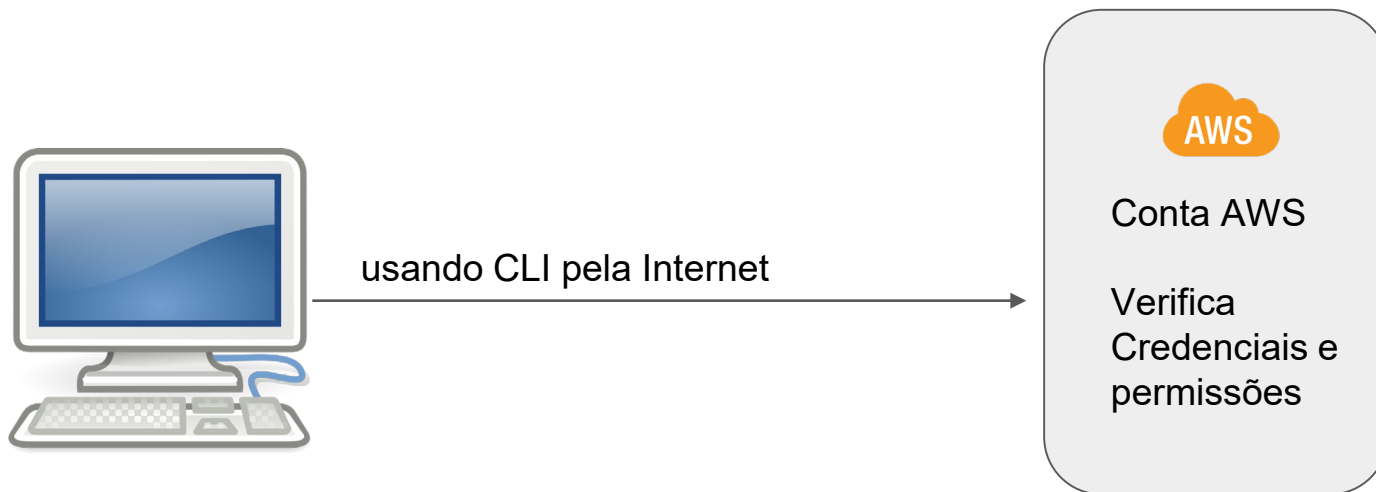 AWS
Conta AWS
usando CLI pela Internet
Verifica
Credenciais e
permissões